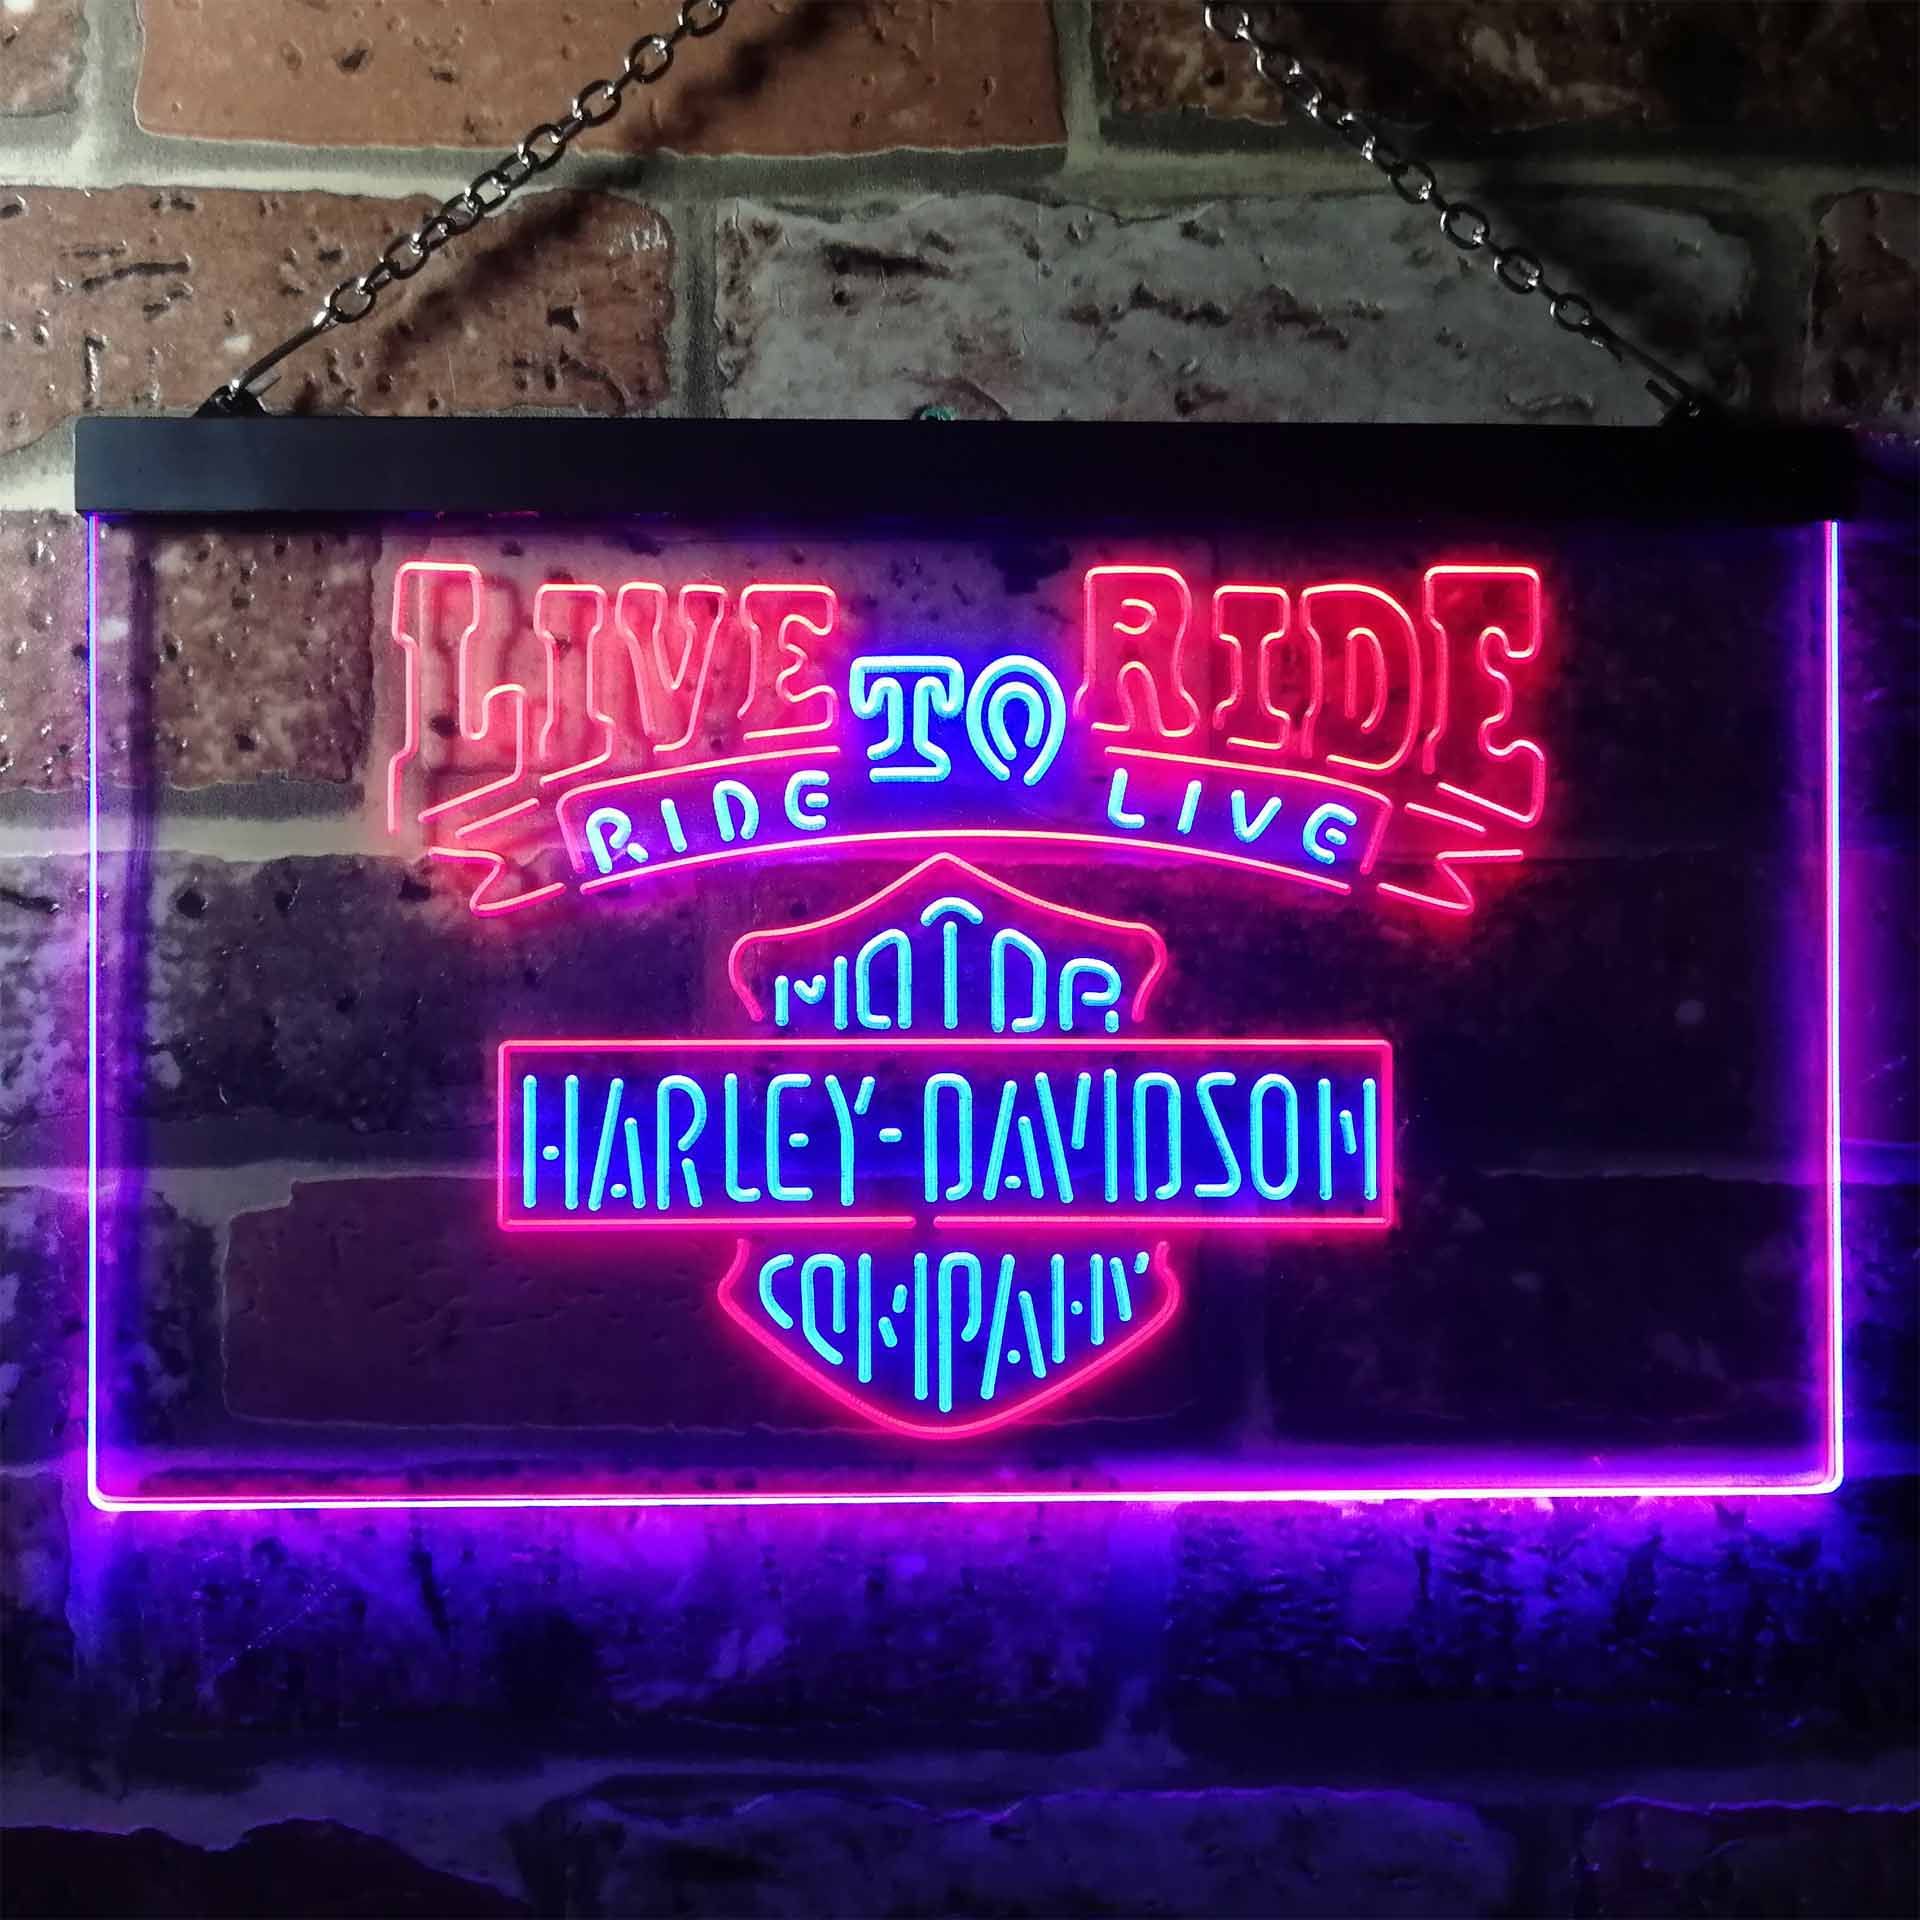 LIVE TO RIDE
RIDE LIVE
MOTOR
HARLEY-DAVIDSON
COMPANY